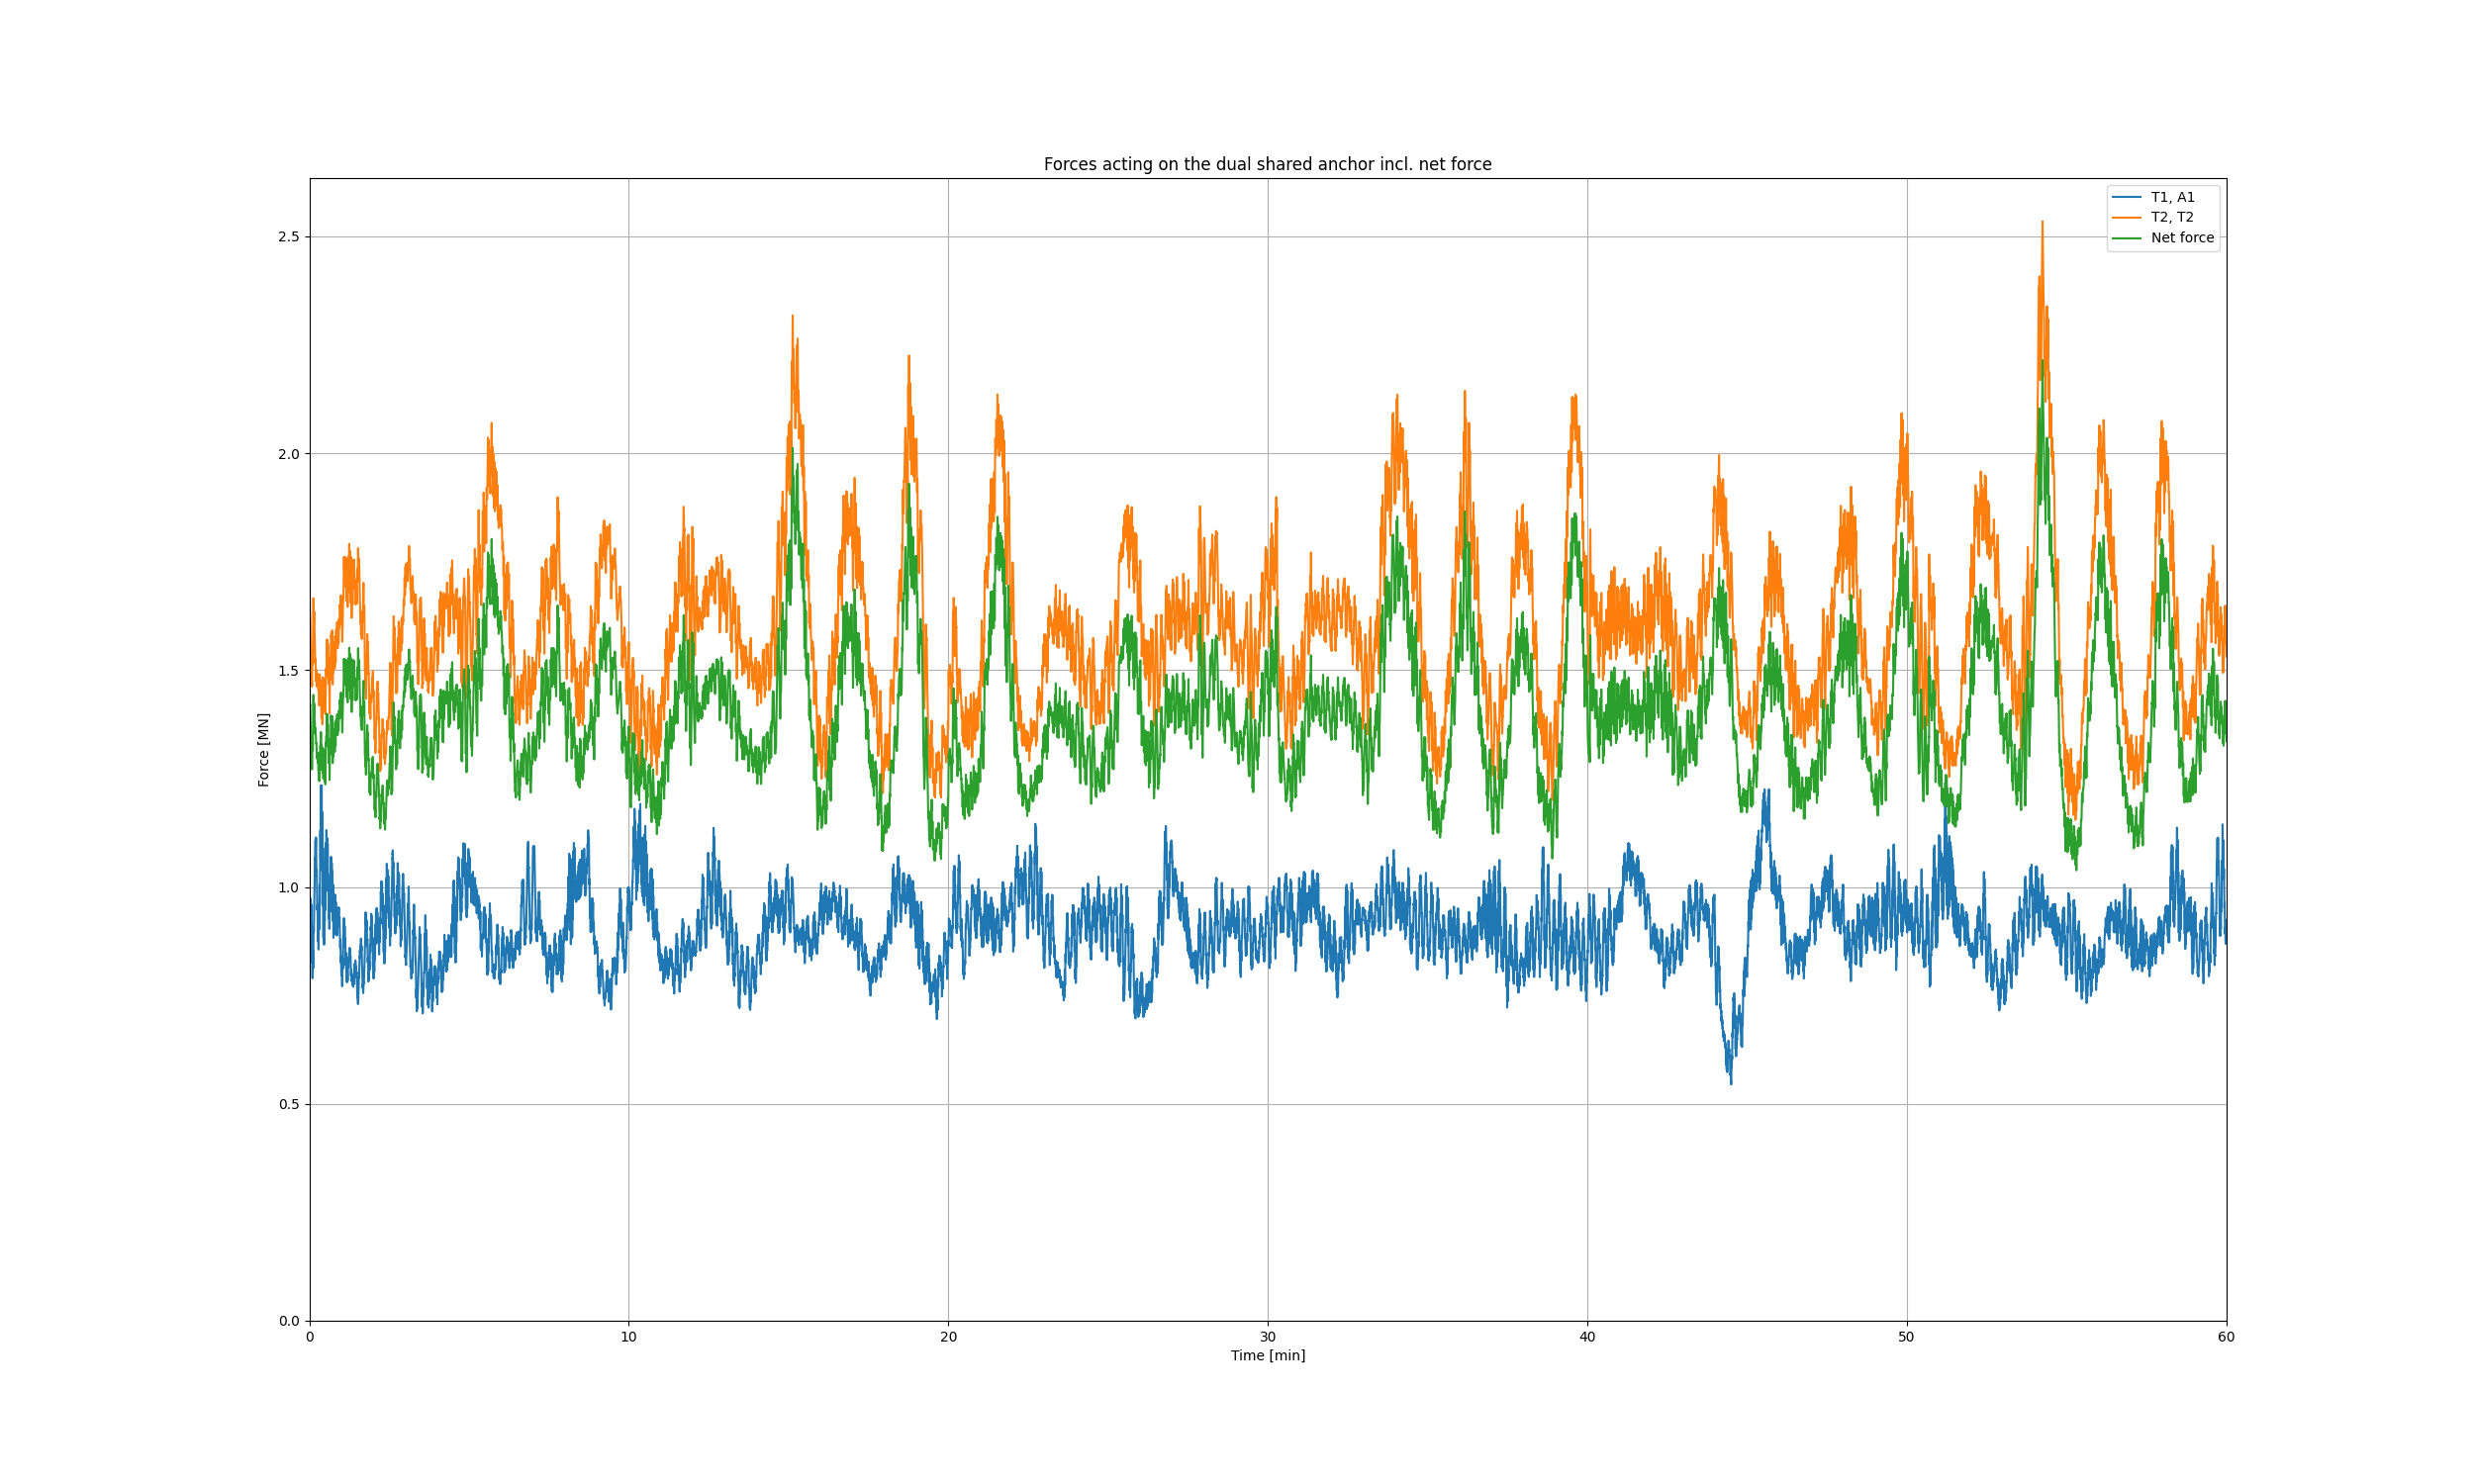 Forces acting on the dual shared anchor incl. net force
T1, A1
T2, T2
Net force
2.5
2.0
1.5
1.0
0.5
0.0
Force [MN]
0 10 20 30 40 50 60
Time [min]